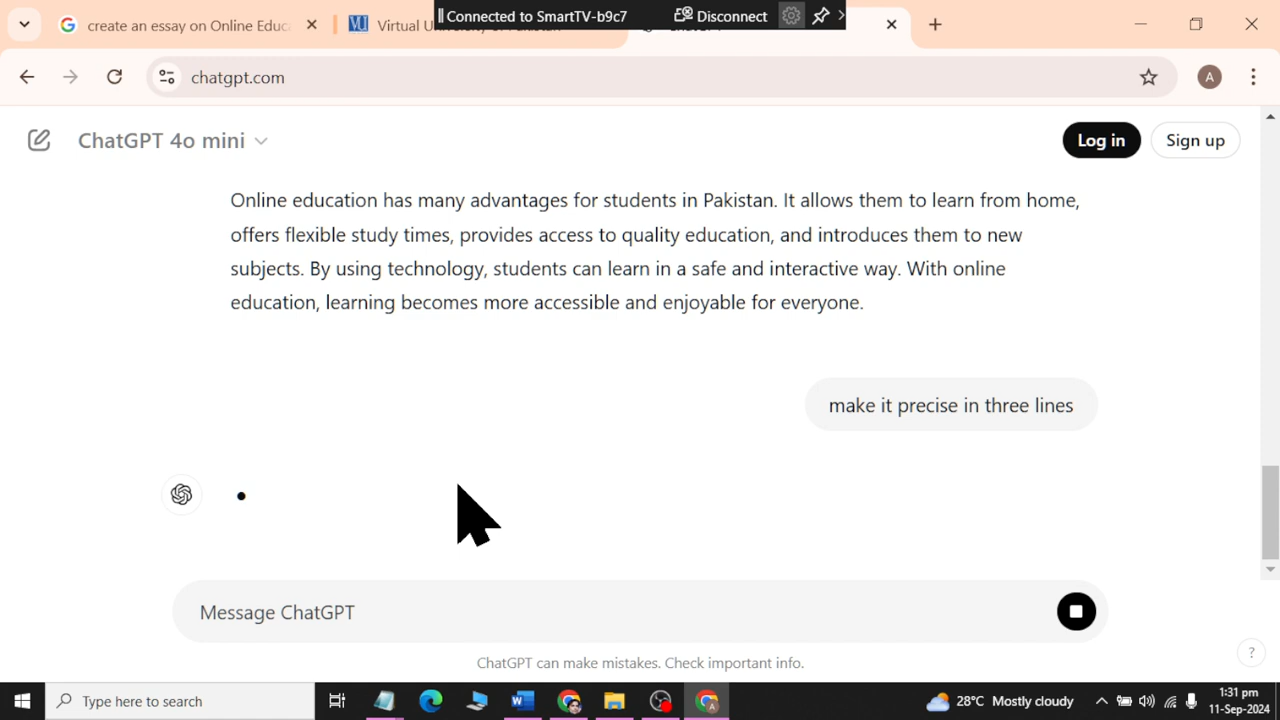 create an essay on Online Educ
Virtual U
Connected to SmartTV-b9c7
Disconnect
chatgpt.com
A
ChatGPT 4o mini
Log in
Sign up
Online education has many advantages for students in Pakistan. It allows them to learn from home,
offers flexible study times, provides access to quality education, and introduces them to new
subjects. By using technology, students can learn in a safe and interactive way. With online
education, learning becomes more accessible and enjoyable for everyone.
make it precise in three lines
Message ChatGPT
ChatGPT can make mistakes. Check important info.
?
Type here to search
28°C Mostly cloudy
1:31 pm
11-Sep-2024